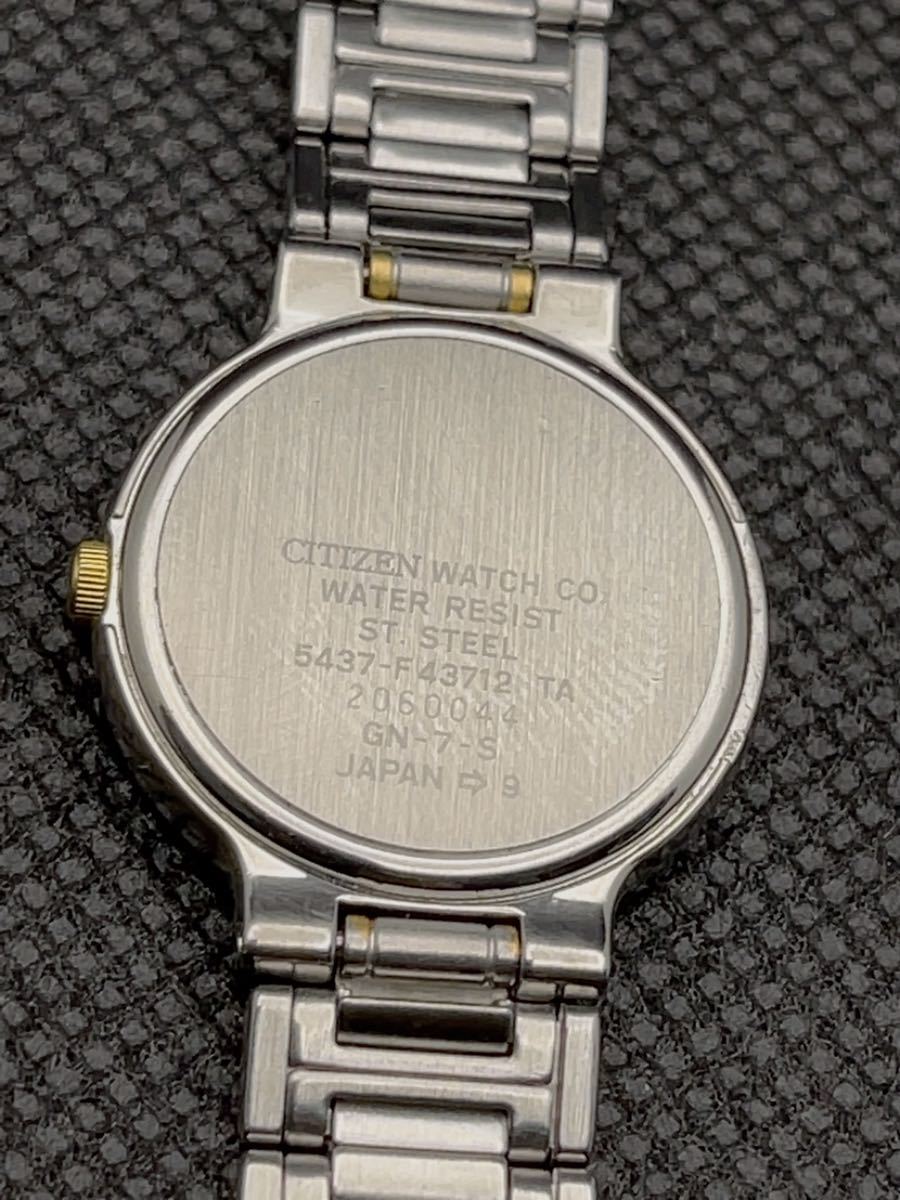 CITIZEN WATCH CO.
WATER RESIST
ST. STEEL
5437-F43712 TA
2060044
GN-7-S
JAPAN ⇨ 9